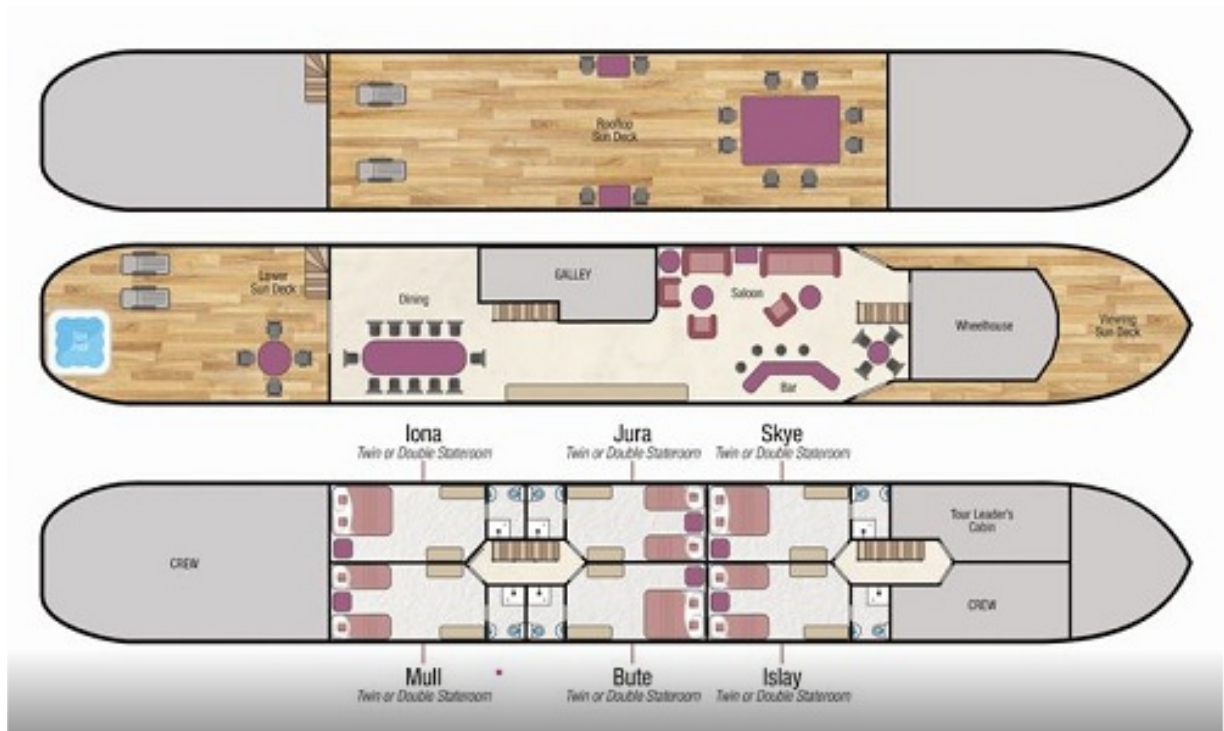 Rooftop
Sun Deck
Lower
Sun Deck
Dining
GALLEY
Saloon
Bar
Wheelhouse
Viewing
Sun Deck
Iona
Twin or Double Stateroom
Jura
Twin or Double Stateroom
Skye
Twin or Double Stateroom
CREW
Tour Leader's
Cabin
CREW
Mull
Twin or Double Stateroom
Bute
Twin or Double Stateroom
Islay
Twin or Double Stateroom